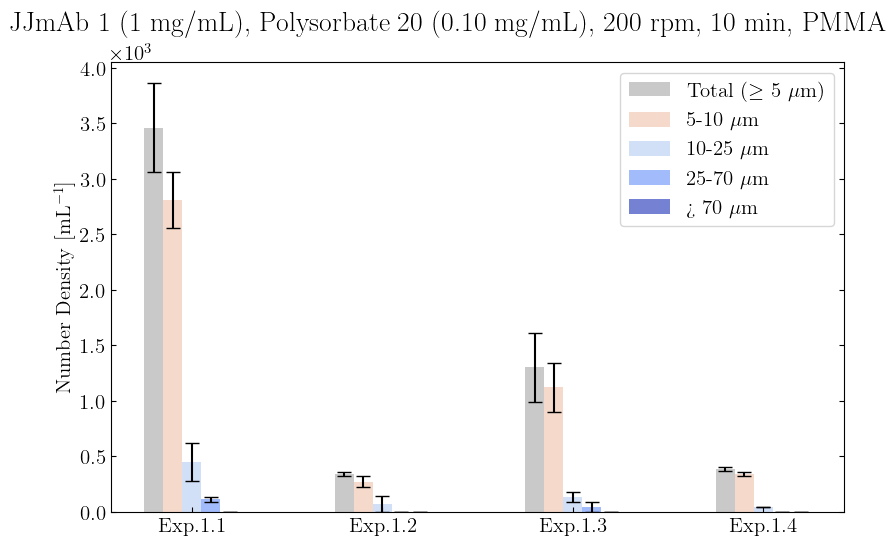 JJmAb 1 (1 mg/mL), Polysorbate 20 (0.10 mg/mL), 200 rpm, 10 min, PMMA
×10³
4.0
3.5
3.0
2.5
2.0
1.5
1.0
0.5
0.0
Number Density [mL⁻¹]
Total (≥ 5 μm)
5-10 μm
10-25 μm
25-70 μm
¿ 70 μm
Exp.1.1 Exp.1.2 Exp.1.3 Exp.1.4